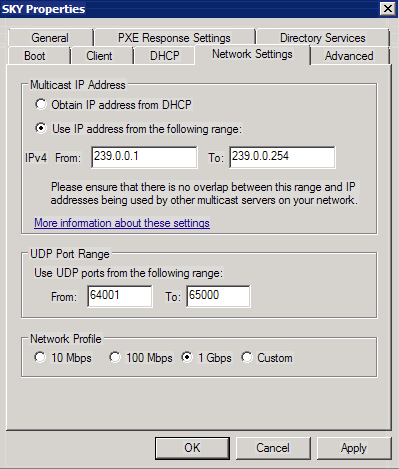 SKY Properties
General PXE Response Settings Directory Services
Boot Client DHCP Network Settings Advanced
Multicast IP Address
Obtain IP address from DHCP
Use IP address from the following range:
IPv4 From: 239.0.0.1 To: 239.0.0.254
Please ensure that there is no overlap between this range and IP
addresses being used by other multicast servers on your network.
More information about these settings
UDP Port Range
Use UDP ports from the following range:
From: 64001 To: 65000
Network Profile
10 Mbps 100 Mbps 1 Gbps Custom
OK Cancel Apply